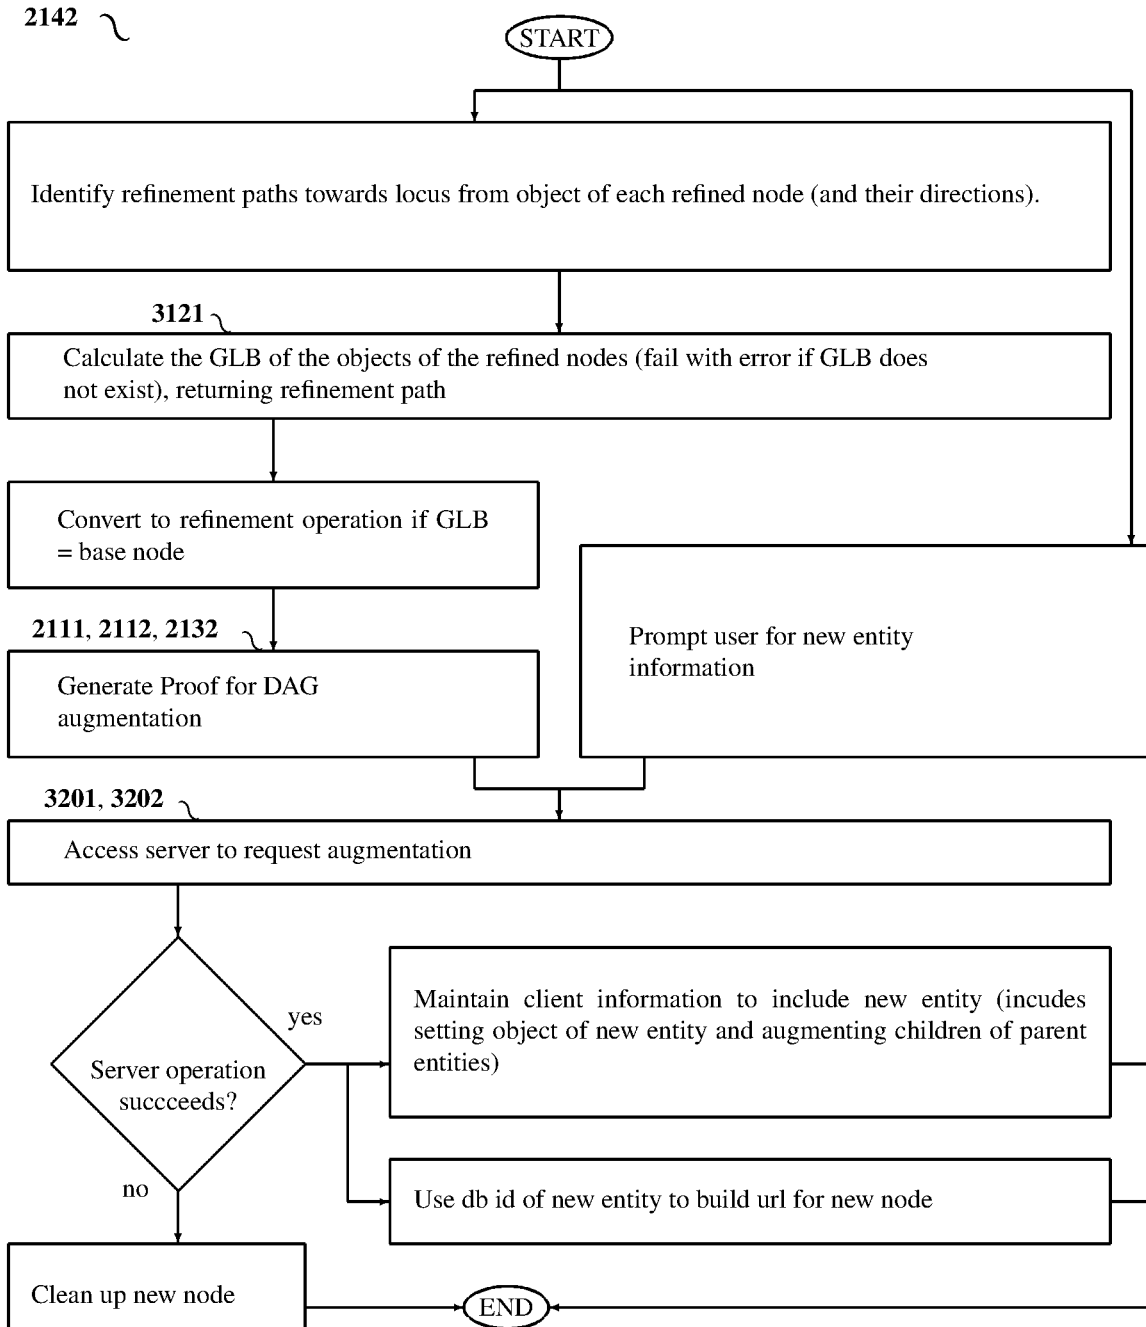 2142
START
Identify refinement paths towards locus from object of each refined node (and their directions).
3121
Calculate the GLB of the objects of the refined nodes (fail with error if GLB does
not exist), returning refinement path
Convert to refinement operation if GLB
= base node
2111, 2112, 2132
Generate Proof for DAG
augmentation
Prompt user for new entity
information
3201, 3202
Access server to request augmentation
Server operation
succceeds?
yes
no
Maintain client information to include new entity (incudes
setting object of new entity and augmenting children of parent
entities)
Use db id of new entity to build url for new node
Clean up new node
END